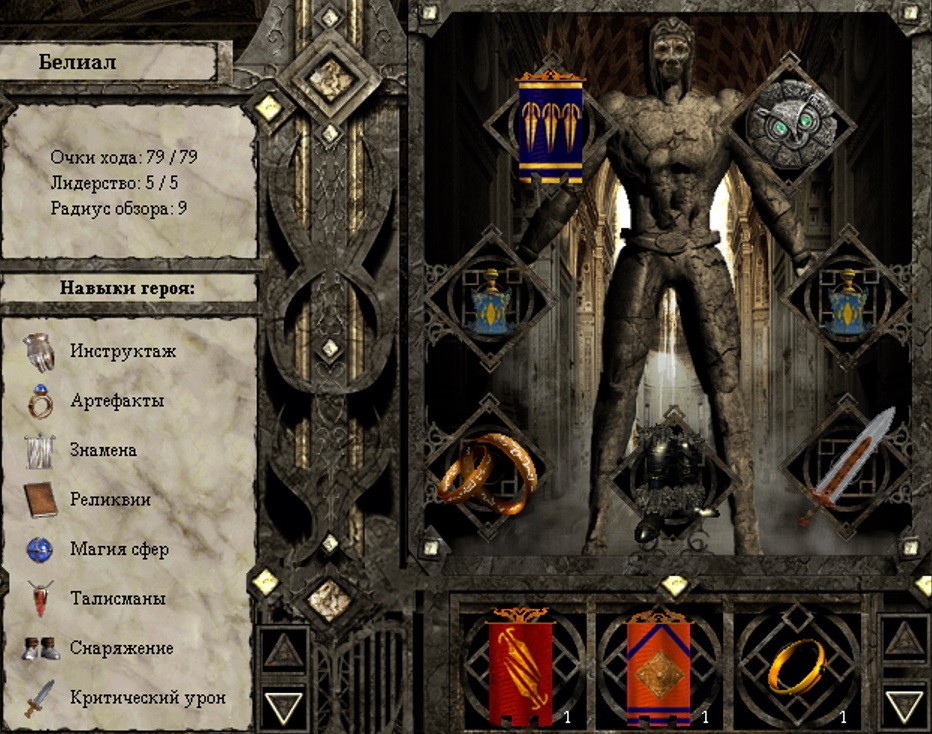 Белиал
Очки хода: 79 / 79
Лидерство: 5 / 5
Радиус обзора: 9
Навыки героя:
Инструктаж
Артефакты
Знамена
Реликвии
Магия сфер
Талисманы
Снаряжение
Критический урон
1
1
1